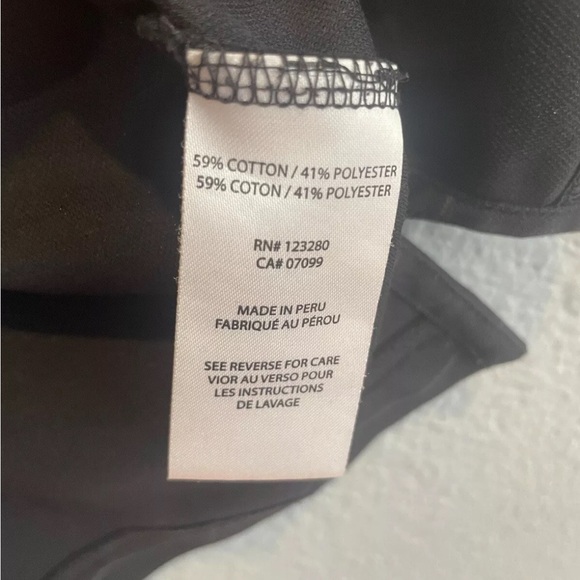 59% COTTON / 41% POLYESTER
59% COTON / 41% POLYESTER
RN# 123280
CA# 07099
MADE IN PERU
FABRIQUÉ AU PÉROU
SEE REVERSE FOR CARE
VIOR AU VERSO POUR
LES INSTRUCTIONS
DE LAVAGE